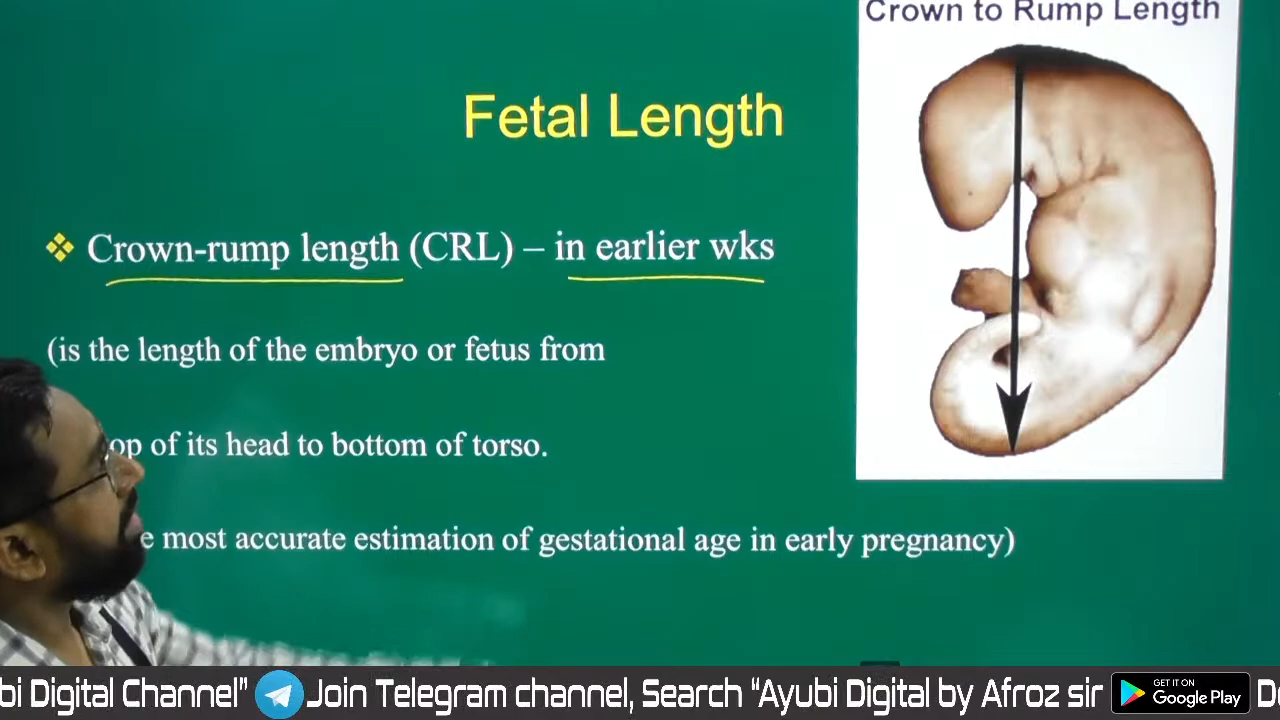 Crown to Rump Length
Fetal Length
❖ Crown-rump length (CRL) – in earlier wks
(is the length of the embryo or fetus from
op of its head to bottom of torso.
e most accurate estimation of gestational age in early pregnancy)
bi Digital Channel” Join Telegram channel, Search “Ayubi Digital by Afroz sir
GET IT ON
Google Play